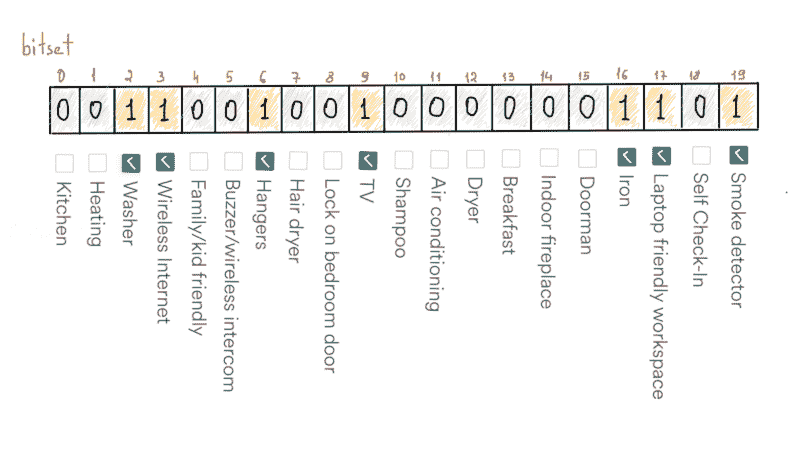 bitset
0 1 2 3 4 5 6 7 8 9 10 11 12 13 14 15 16 17 18 19
0 0 1 1 0 0 1 0 0 1 0 0 0 0 0 0 1 1 0 1
Kitchen
Heating
Washer
Wireless Internet
Family/kid friendly
Buzzer/wireless intercom
Hangers
Hair dryer
Lock on bedroom door
TV
Shampoo
Air conditioning
Dryer
Breakfast
Indoor fireplace
Doorman
Iron
Laptop friendly workspace
Self Check-In
Smoke detector